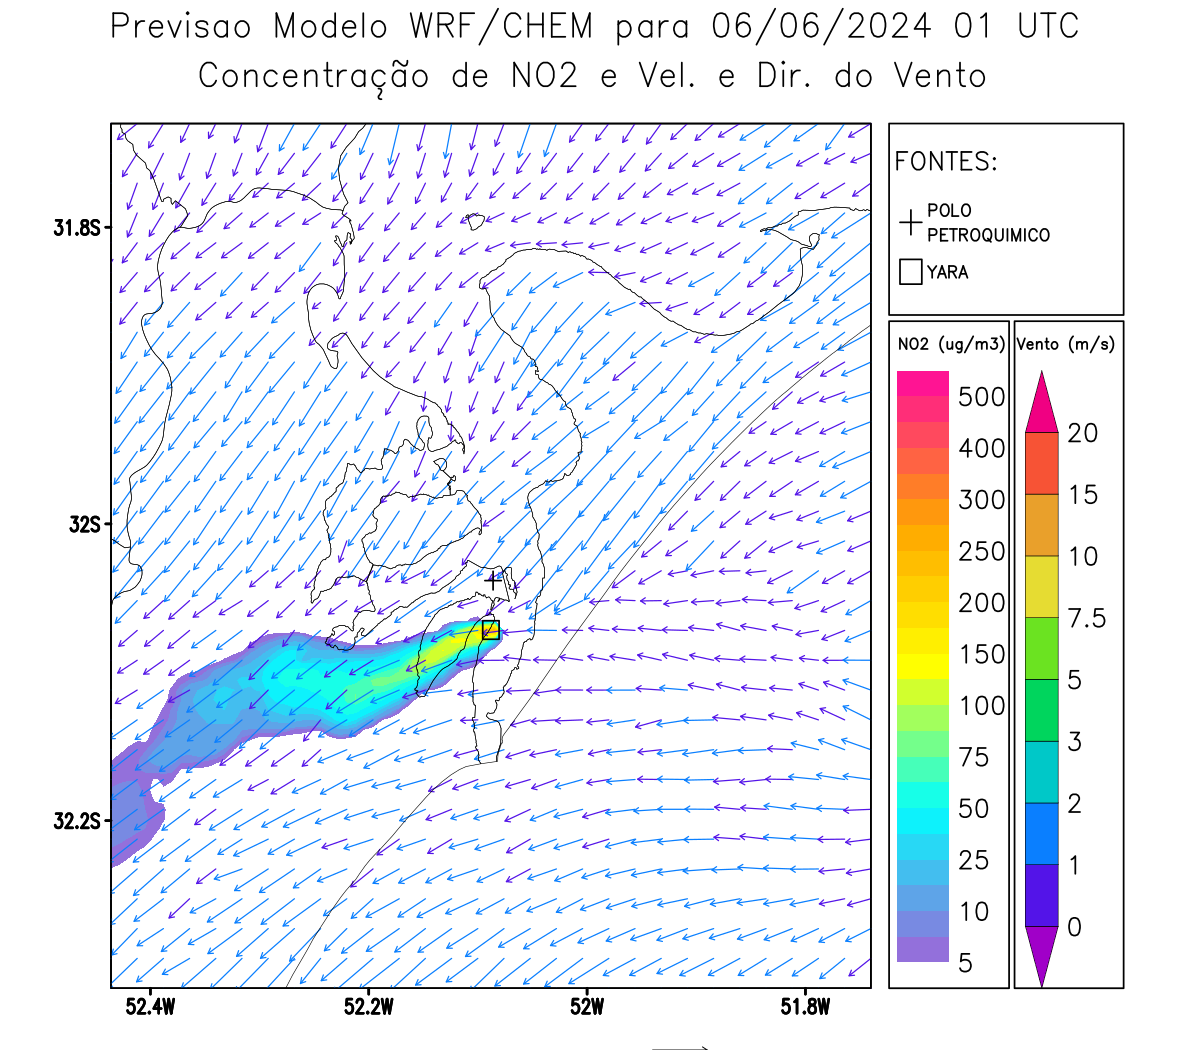 Previsao Modelo WRF/CHEM para 06/06/2024 01 UTC
Concentração de NO2 e Vel. e Dir. do Vento
FONTES:
POLO
PETROQUIMICO
YARA
NO2 (ug/m3)
500
400
300
250
200
150
100
75
50
25
10
5
Vento (m/s)
20
15
10
7.5
5
3
2
1
0
31.8S
32S
32.2S
52.4W
52.2W
52W
51.8W